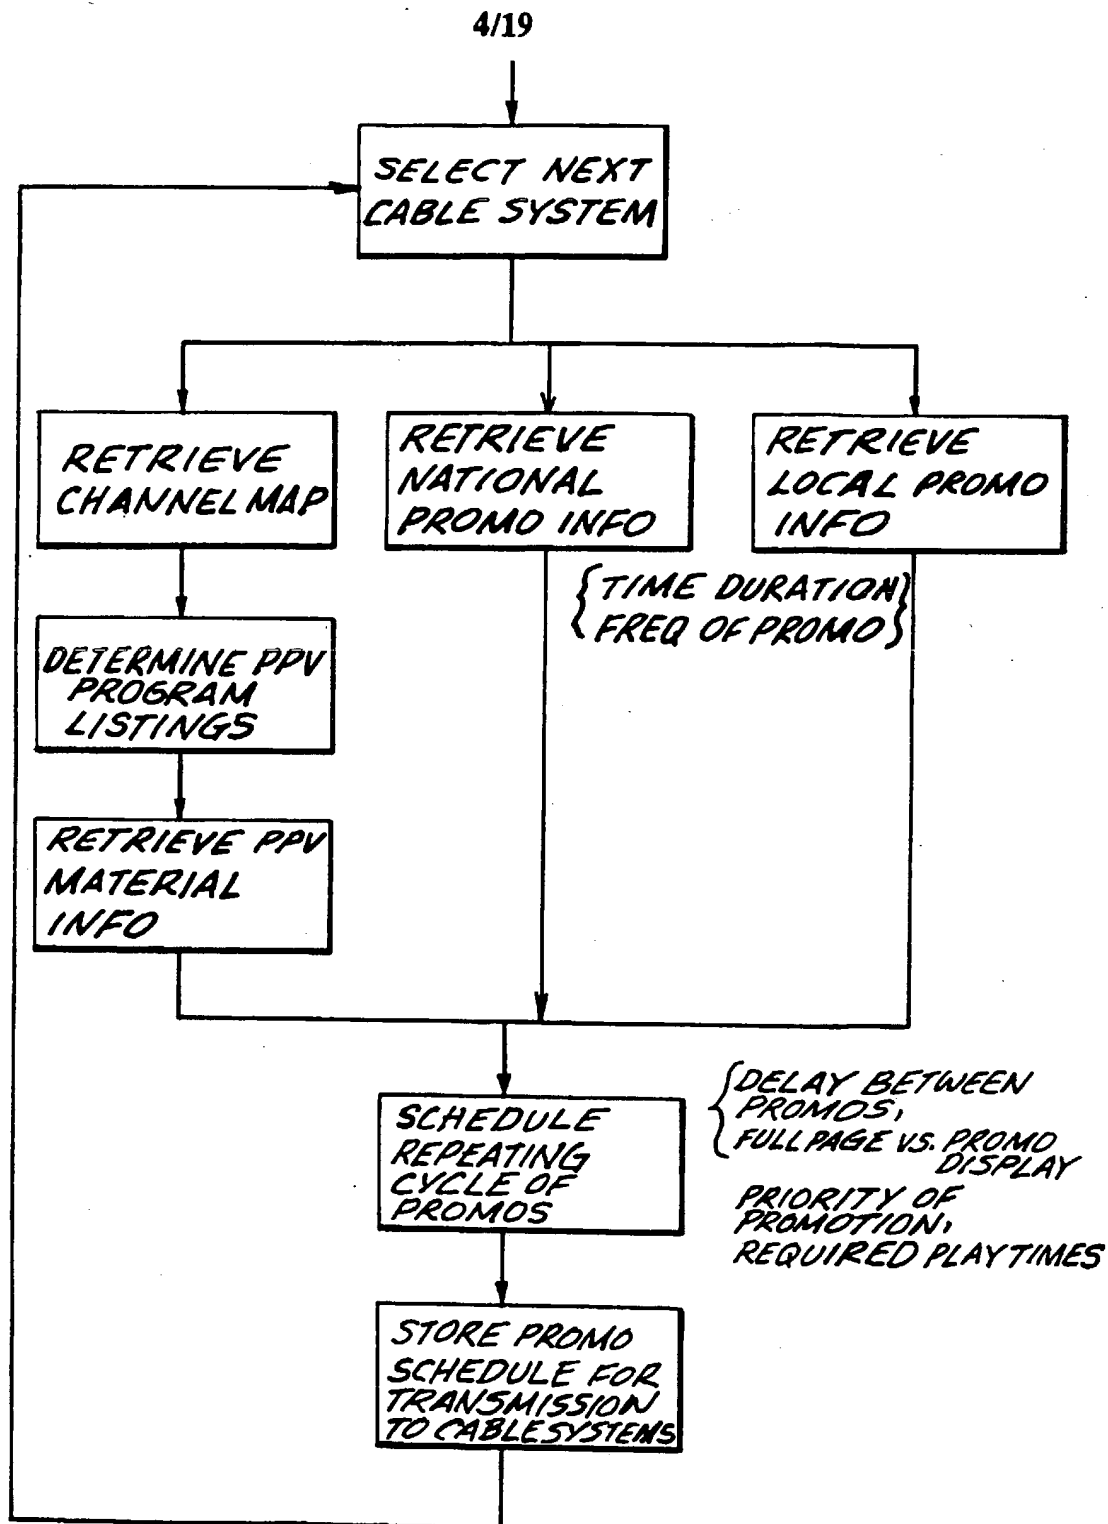 4/19
SELECT NEXT
CABLE SYSTEM
RETRIEVE
CHANNEL MAP
RETRIEVE
NATIONAL
PROMO INFO
RETRIEVE
LOCAL PROMO
INFO
TIME DURATION
FREQ OF PROMO
DETERMINE PPV
PROGRAM
LISTINGS
RETRIEVE PPV
MATERIAL
INFO
SCHEDULE
REPEATING
CYCLE OF
PROMOS
DELAY BETWEEN
PROMOS,
FULL PAGE VS. PROMO
DISPLAY
PRIORITY OF
PROMOTION,
REQUIRED PLAYTIMES
STORE PROMO
SCHEDULE FOR
TRANSMISSION
TO CABLE SYSTEMS